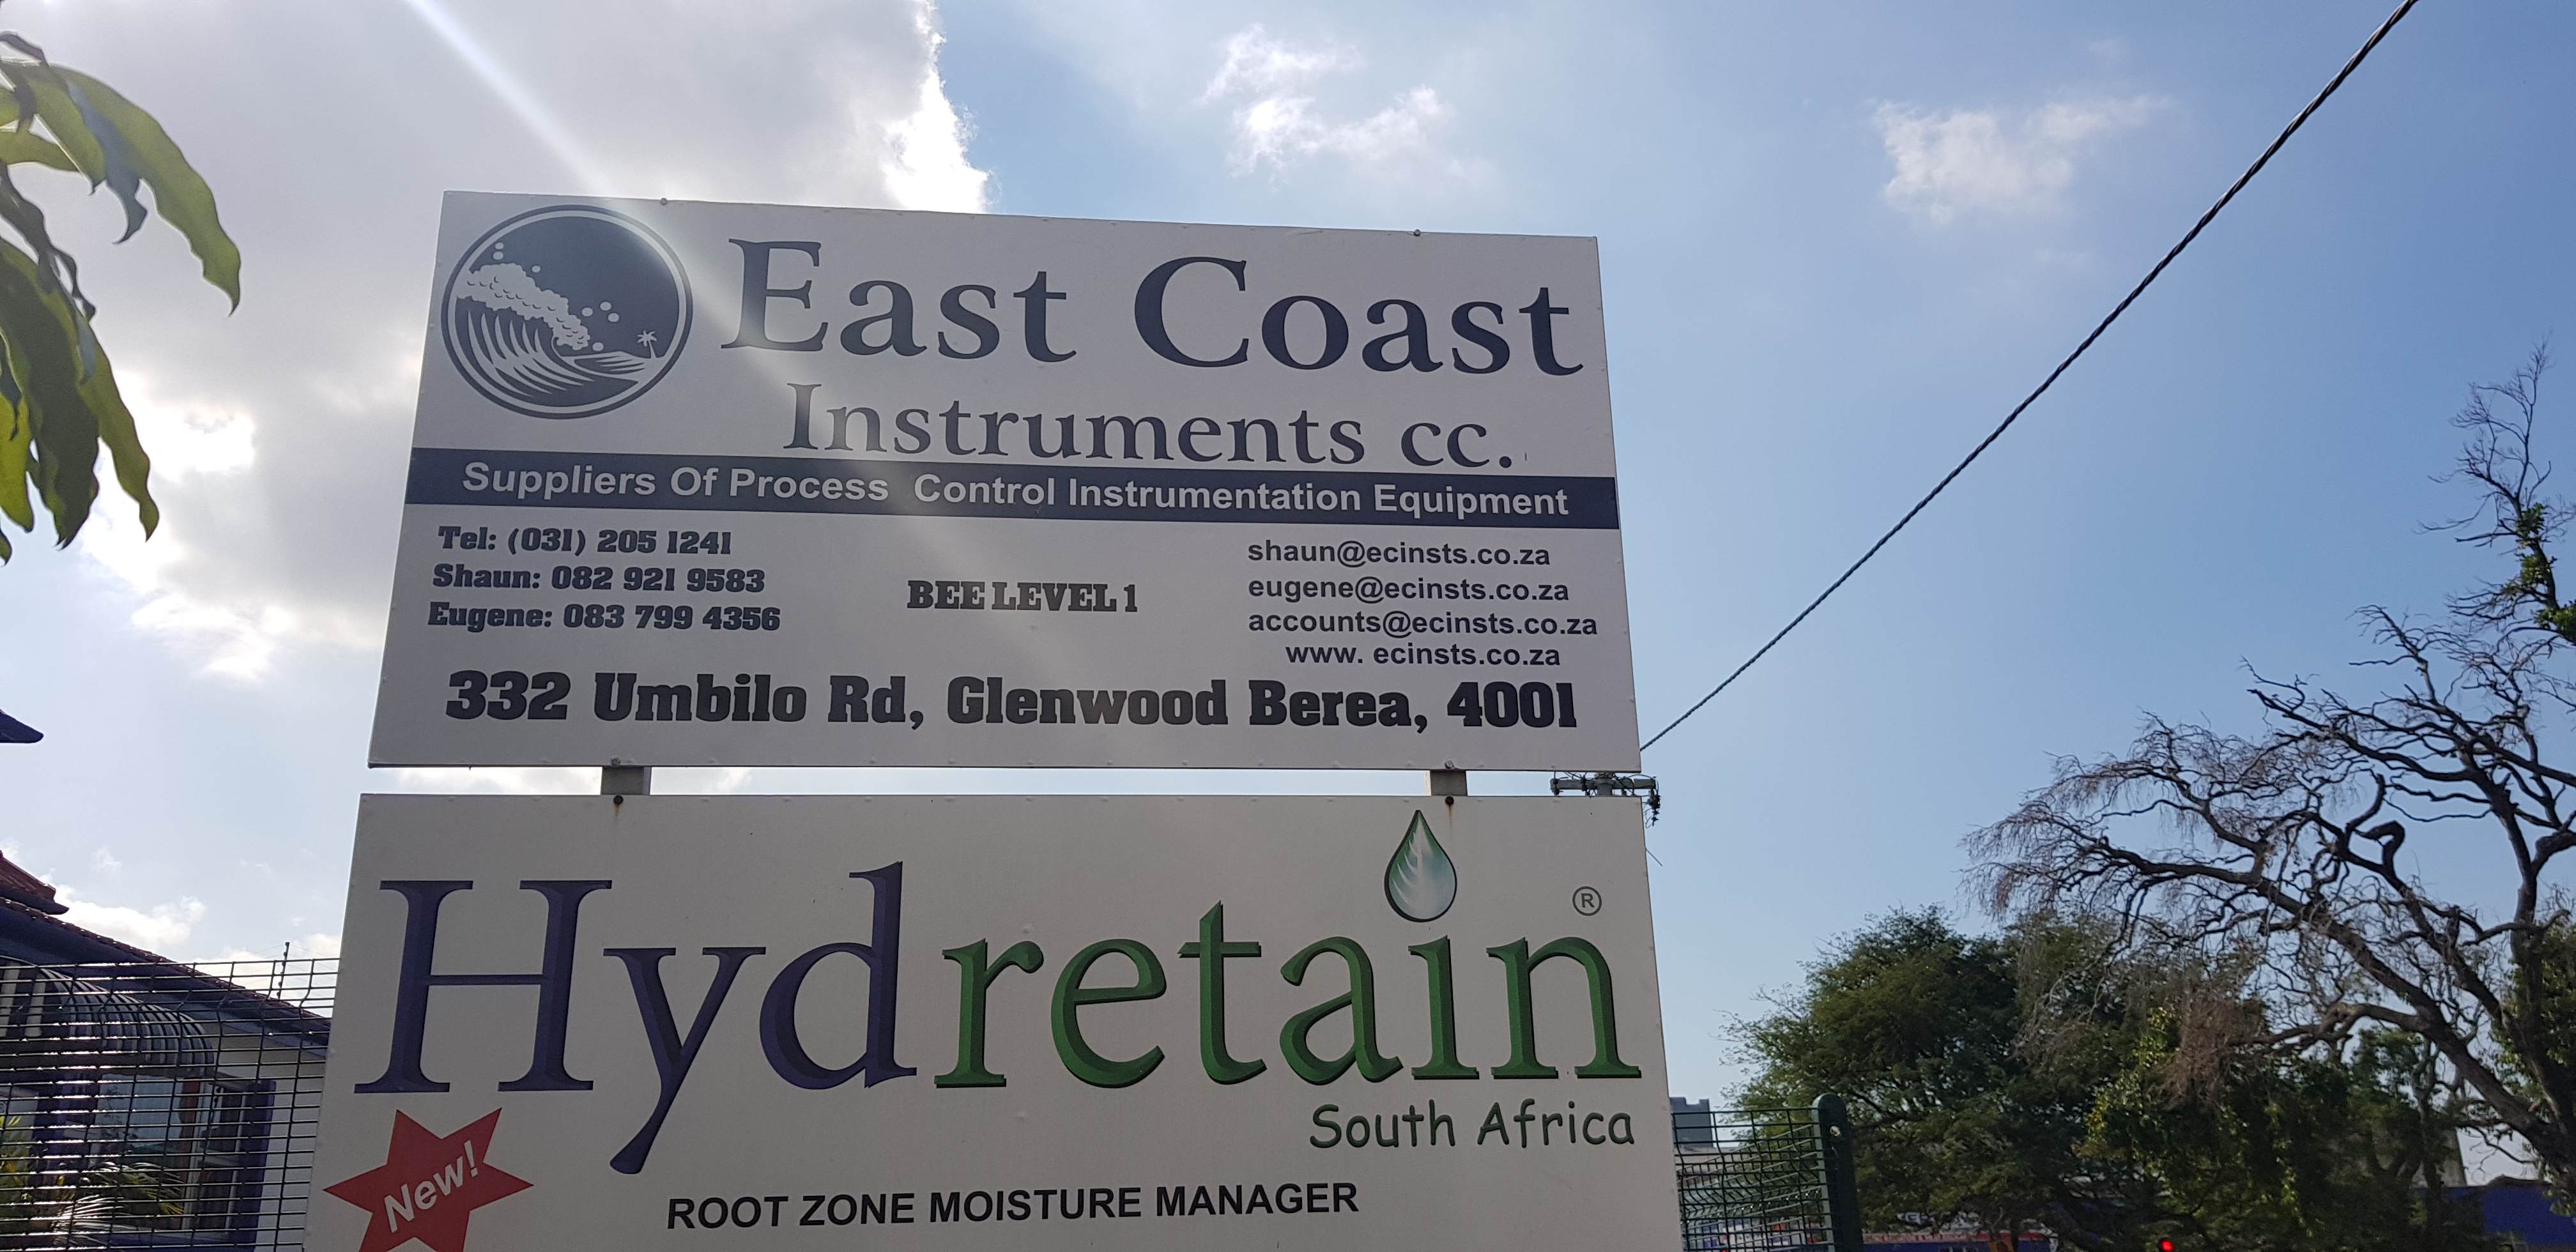 East Coast
Instruments cc.
Suppliers Of Process Control Instrumentation Equipment
Tel: (031) 205 1241
Shaun: 082 921 9583
Eugene: 083 799 4356
BEE LEVEL 1
shaun@ecinsts.co.za
eugene@ecinsts.co.za
accounts@ecinsts.co.za
www. ecinsts.co.za
332 Umbilo Rd, Glenwood Berea, 4001
Hydretain ®
South Africa
New!
ROOT ZONE MOISTURE MANAGER